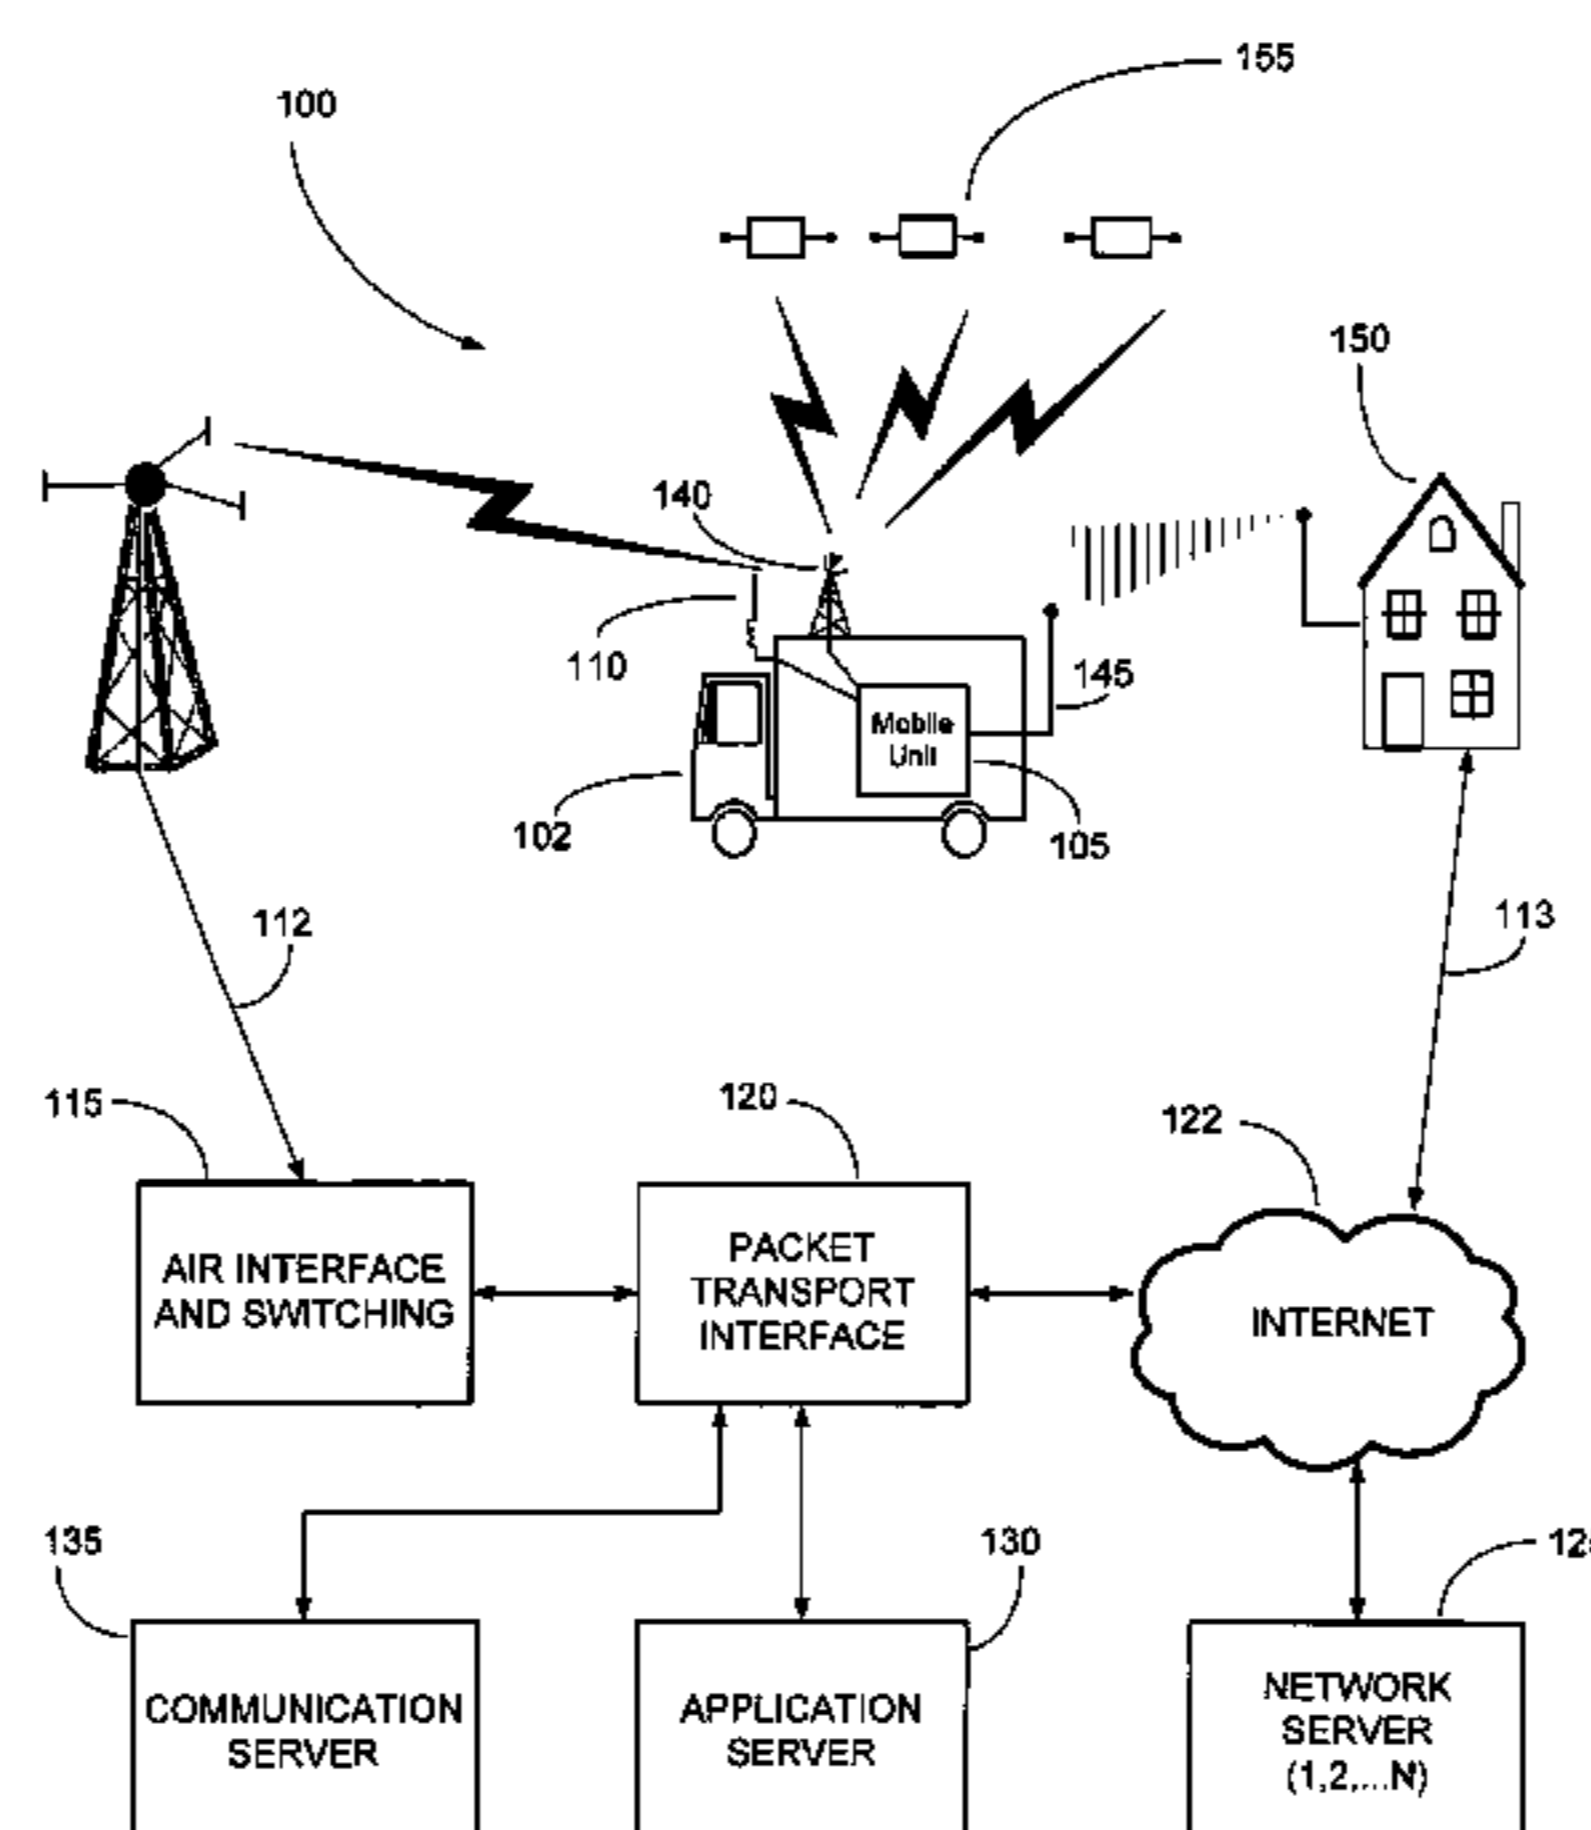 155
100
150
140
110
145
Mobile
Unit
102
105
112
113
115
120
122
AIR INTERFACE
AND SWITCHING
PACKET
TRANSPORT
INTERFACE
INTERNET
135
130
COMMUNICATION
SERVER
APPLICATION
SERVER
NETWORK
SERVER
(1,2,...N)